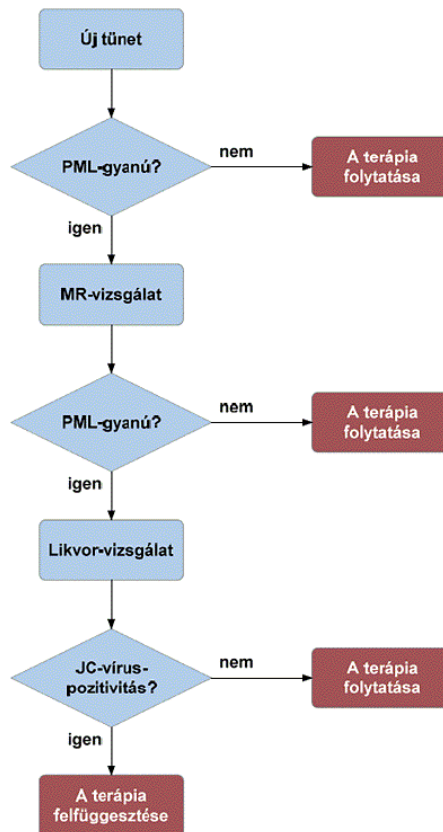 Új tünet
PML-gyanú?
nem
A terápia
folytatása
igen
MR-vizsgálat
PML-gyanú?
nem
A terápia
folytatása
igen
Likvor-vizsgálat
JC-vírus-
pozitivitás?
nem
A terápia
folytatása
igen
A terápia
felfüggesztése